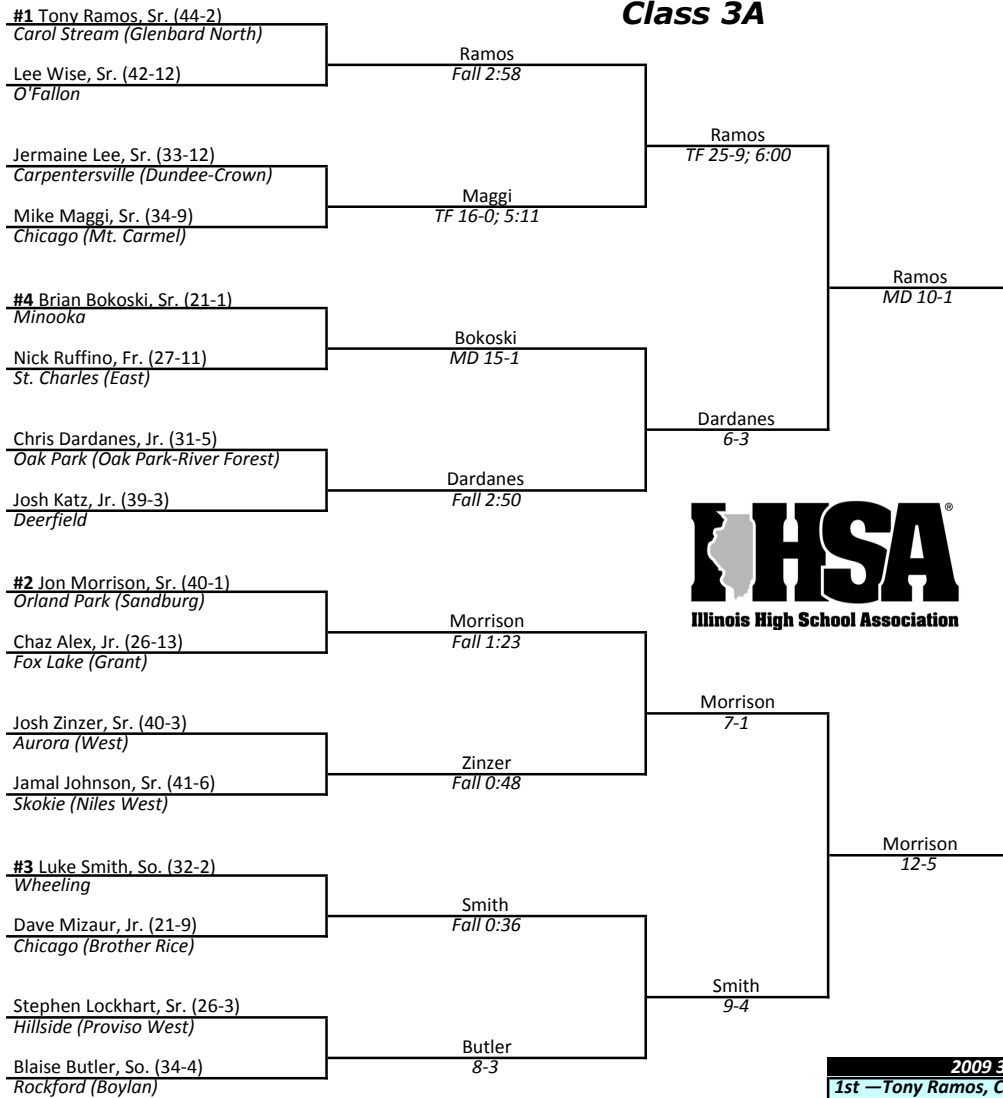 Class 3A
#1 Tony Ramos, Sr. (44-2)
Carol Stream (Glenbard North)
Lee Wise, Sr. (42-12)
O'Fallon
Ramos
Fall 2:58
Jermaine Lee, Sr. (33-12)
Carpentersville (Dundee-Crown)
Mike Maggi, Sr. (34-9)
Chicago (Mt. Carmel)
Maggi
TF 16-0; 5:11
Ramos
TF 25-9; 6:00
#4 Brian Bokoski, Sr. (21-1)
Minooka
Nick Ruffino, Fr. (27-11)
St. Charles (East)
Bokoski
MD 15-1
Chris Dardanes, Jr. (31-5)
Oak Park (Oak Park-River Forest)
Josh Katz, Jr. (39-3)
Deerfield
Dardanes
Fall 2:50
Dardanes
6-3
Ramos
MD 10-1
IHSA®
Illinois High School Association
#2 Jon Morrison, Sr. (40-1)
Orland Park (Sandburg)
Chaz Alex, Jr. (26-13)
Fox Lake (Grant)
Morrison
Fall 1:23
Josh Zinzer, Sr. (40-3)
Aurora (West)
Jamal Johnson, Sr. (41-6)
Skokie (Niles West)
Zinzer
Fall 0:48
Morrison
7-1
#3 Luke Smith, So. (32-2)
Wheeling
Dave Mizaur, Jr. (21-9)
Chicago (Brother Rice)
Smith
Fall 0:36
Stephen Lockhart, Sr. (26-3)
Hillside (Proviso West)
Blaise Butler, So. (34-4)
Rockford (Boylan)
Butler
8-3
Smith
9-4
Morrison
12-5
2009 3
1st —Tony Ramos, C